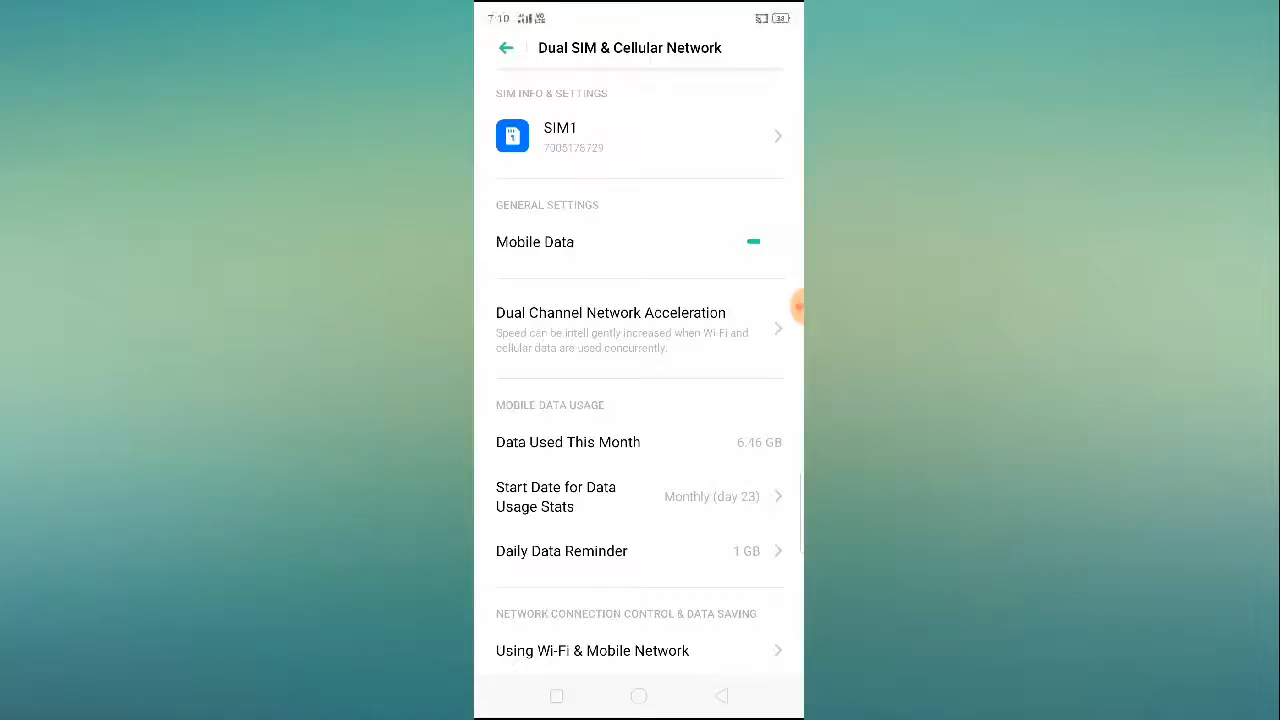 7:10
Dual SIM & Cellular Network
SIM INFO & SETTINGS
SIM1
7005178729
GENERAL SETTINGS
Mobile Data
Dual Channel Network Acceleration
Speed can be intell gently increased when Wi-Fi and
cellular data are used concurrently.
MOBILE DATA USAGE
Data Used This Month 6.46 GB
Start Date for Data
Usage Stats
Monthly (day 23)
Daily Data Reminder 1 GB
NETWORK CONNECTION CONTROL & DATA SAVING
Using Wi-Fi & Mobile Network